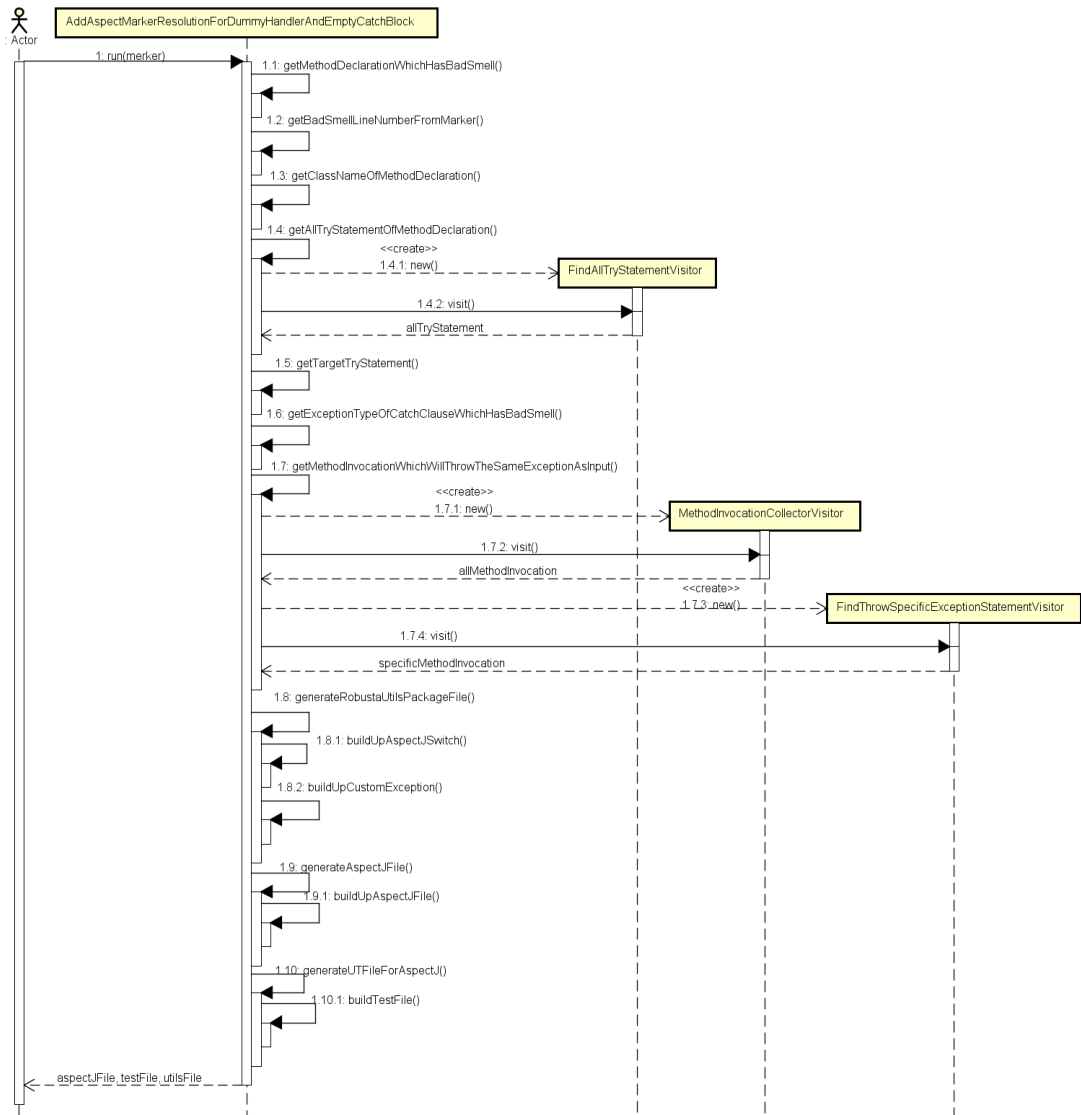 AddAspectMarkerResolutionForDummyHandlerAndEmptyCatchBlock
: Actor
1: run(merker)
1.1: getMethodDeclarationWhichHasBadSmell()
1.2: getBadSmellLineNumberFromMarker()
1.3: getClassNameOfMethodDeclaration()
1.4: getAllTryStatementOfMethodDeclaration()
<<create>>
1.4.1: new()
FindAllTryStatementVisitor
1.4.2: visit()
allTryStatement
1.5: getTargetTryStatement()
1.6: getExceptionTypeOfCatchClauseWhichHasBadSmell()
1.7: getMethodInvocationWhichWillThrowTheSameExceptionAsInput()
<<create>>
1.7.1: new()
MethodInvocationCollectorVisitor
1.7.2: visit()
allMethodInvocation
<<create>>
1.7.3: new()
FindThrowSpecificExceptionStatementVisitor
1.7.4: visit()
specificMethodInvocation
1.8: generateRobustaUtilsPackageFile()
1.8.1: buildUpAspectJSwitch()
1.8.2: buildUpCustomException()
1.9: generateAspectJFile()
1.9.1: buildUpAspectJFile()
1.10: generateUTFileForAspectJ()
1.10.1: buildTestFile()
aspectJFile, testFile, utilsFile